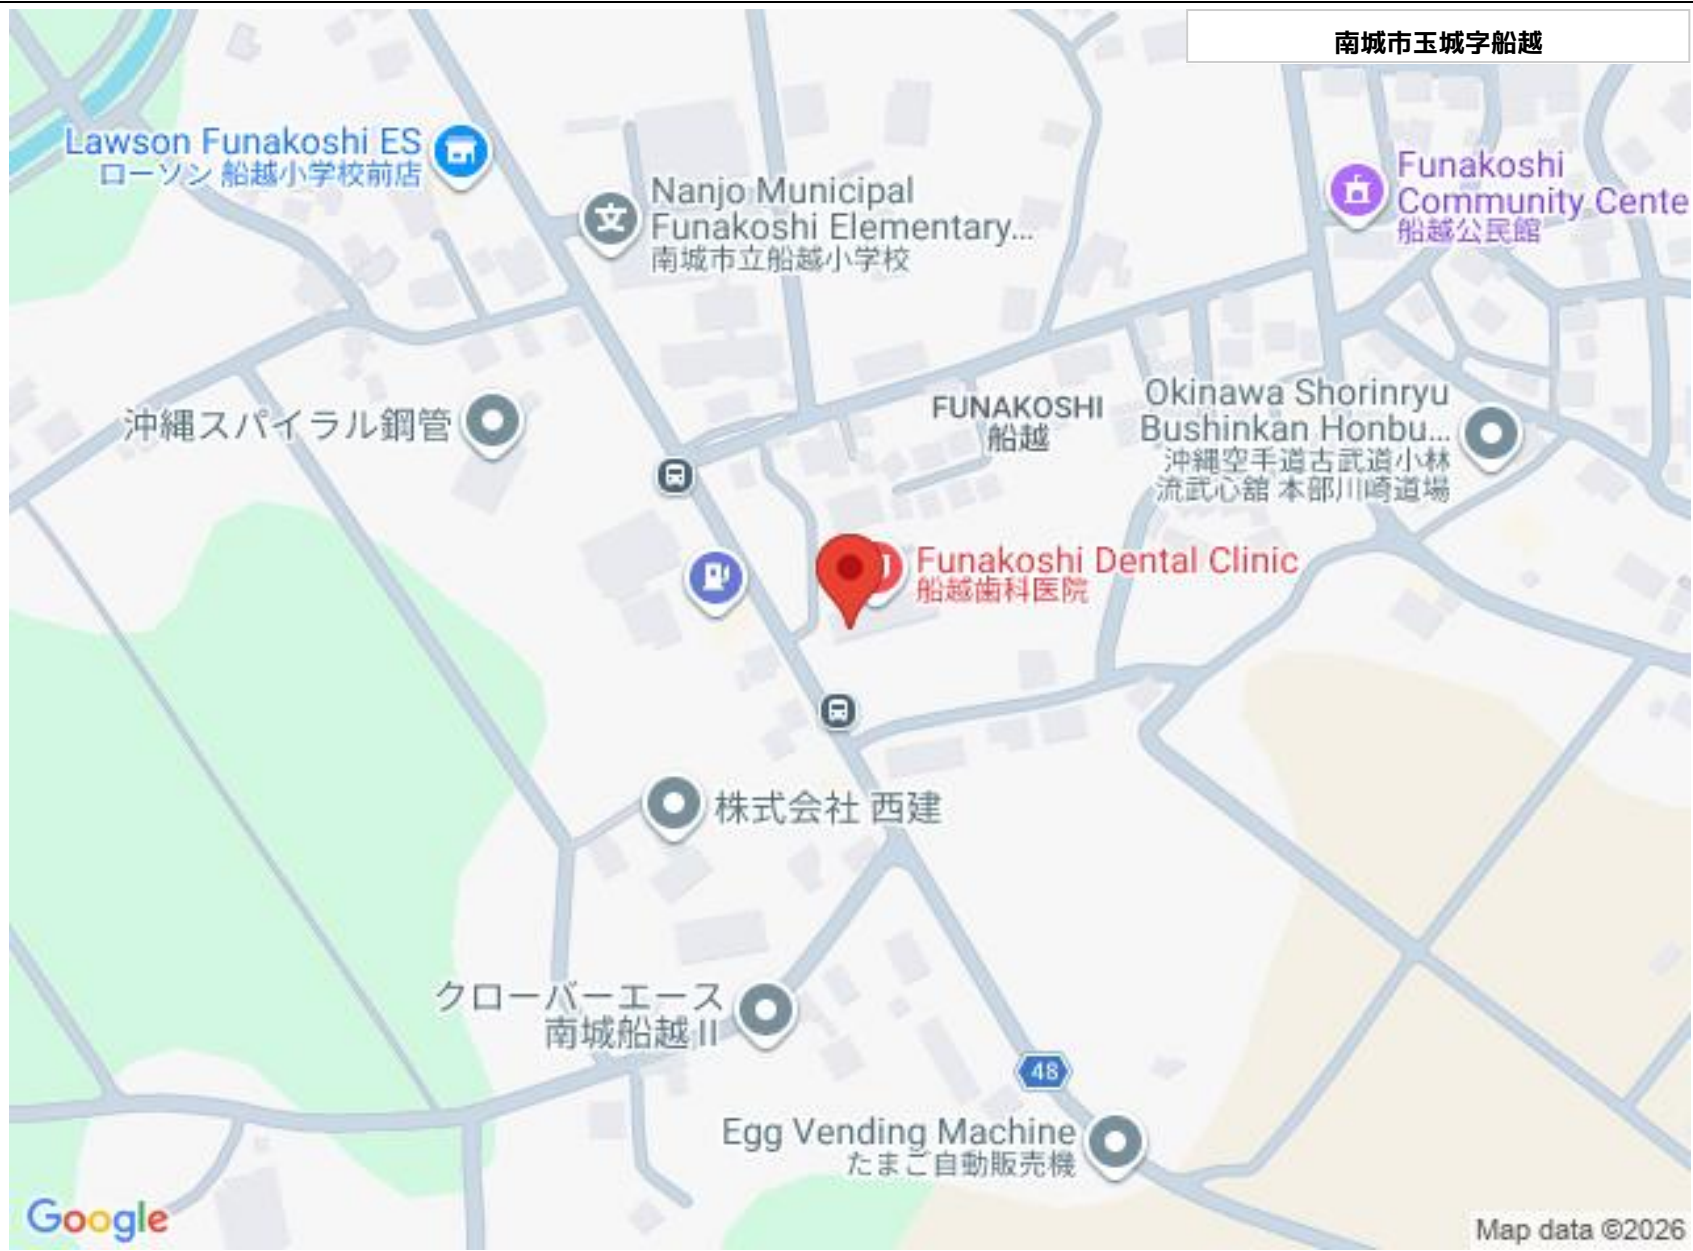 南城市玉城字船越
Lawson Funakoshi ES
ローソン 船越小学校前店
Nanjo Municipal
Funakoshi Elementary...
南城市立船越小学校
Funakoshi
Community Cente
船越公民館
沖縄スパイラル鋼管
FUNAKOSHI
船越
Okinawa Shorinryu
Bushinkan Honbu...
沖縄空手道古武道小林
流武心舘 本部川崎道場
Funakoshi Dental Clinic
船越歯科医院
株式会社 西建
クローバーエース
南城船越 II
48
Egg Vending Machine
たまご自動販売機
Google
Map data ©2026